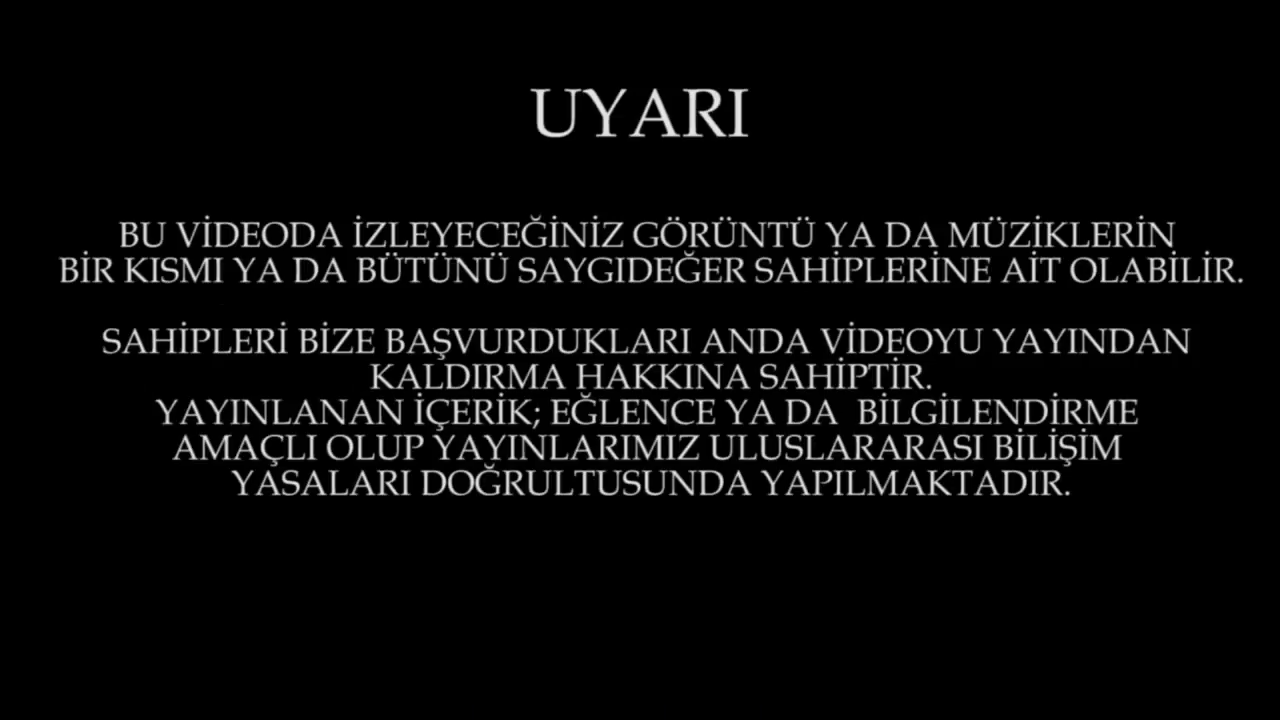 UYARI
BU VİDEODA İZLEYECEĞİNİZ GÖRÜNTÜ YA DA MÜZİKLERİN
BİR KISMI YA DA BÜTÜNÜ SAYGIDEĞER SAHİPLERİNE AİT OLABİLİR.
SAHİPLERİ BİZE BAŞVURDUKLARI ANDA VİDEOYU YAYINDAN
KALDIRMA HAKKINA SAHİPTİR.
YAYINLANAN İÇERİK; EĞLENCE YA DA  BİLGİLENDİRME
AMAÇLI OLUP YAYINLARIMIZ ULUSLARARASI BİLİŞİM
YASALARI DOĞRULTUSUNDA YAPILMAKTADIR.